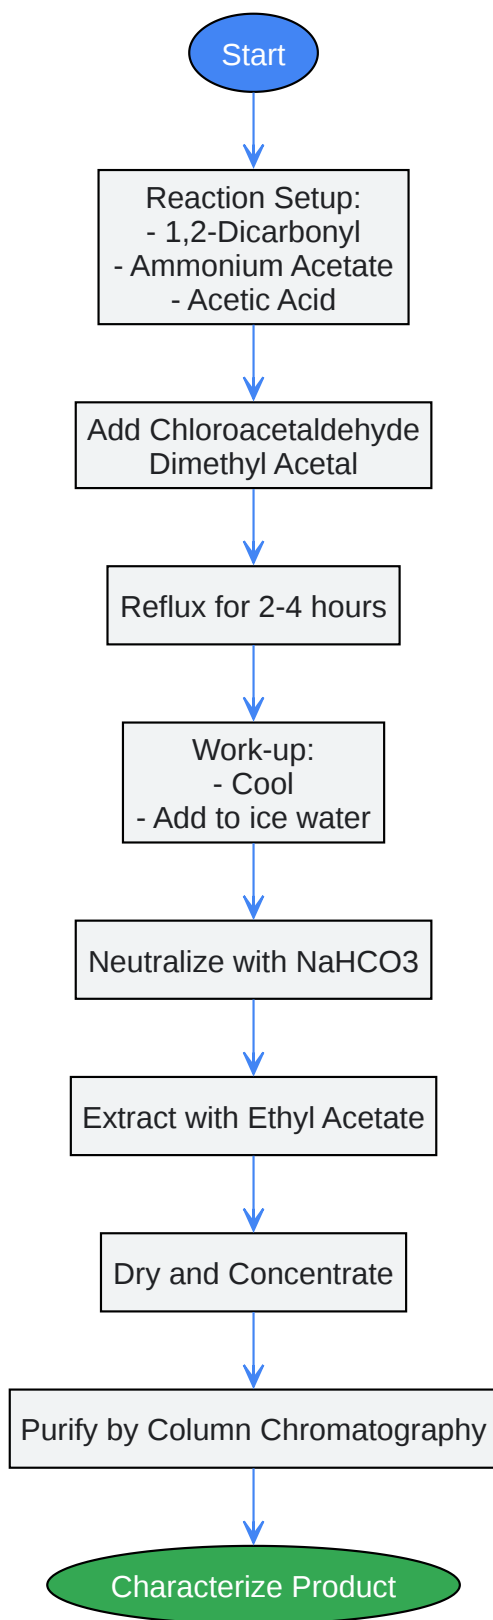 Start
Reaction Setup:
- 1,2-Dicarbonyl
- Ammonium Acetate
- Acetic Acid
Add Chloroacetaldehyde
Dimethyl Acetal
Reflux for 2-4 hours
Work-up:
- Cool
- Add to ice water
Neutralize with NaHCO3
Extract with Ethyl Acetate
Dry and Concentrate
Purify by Column Chromatography
Characterize Product